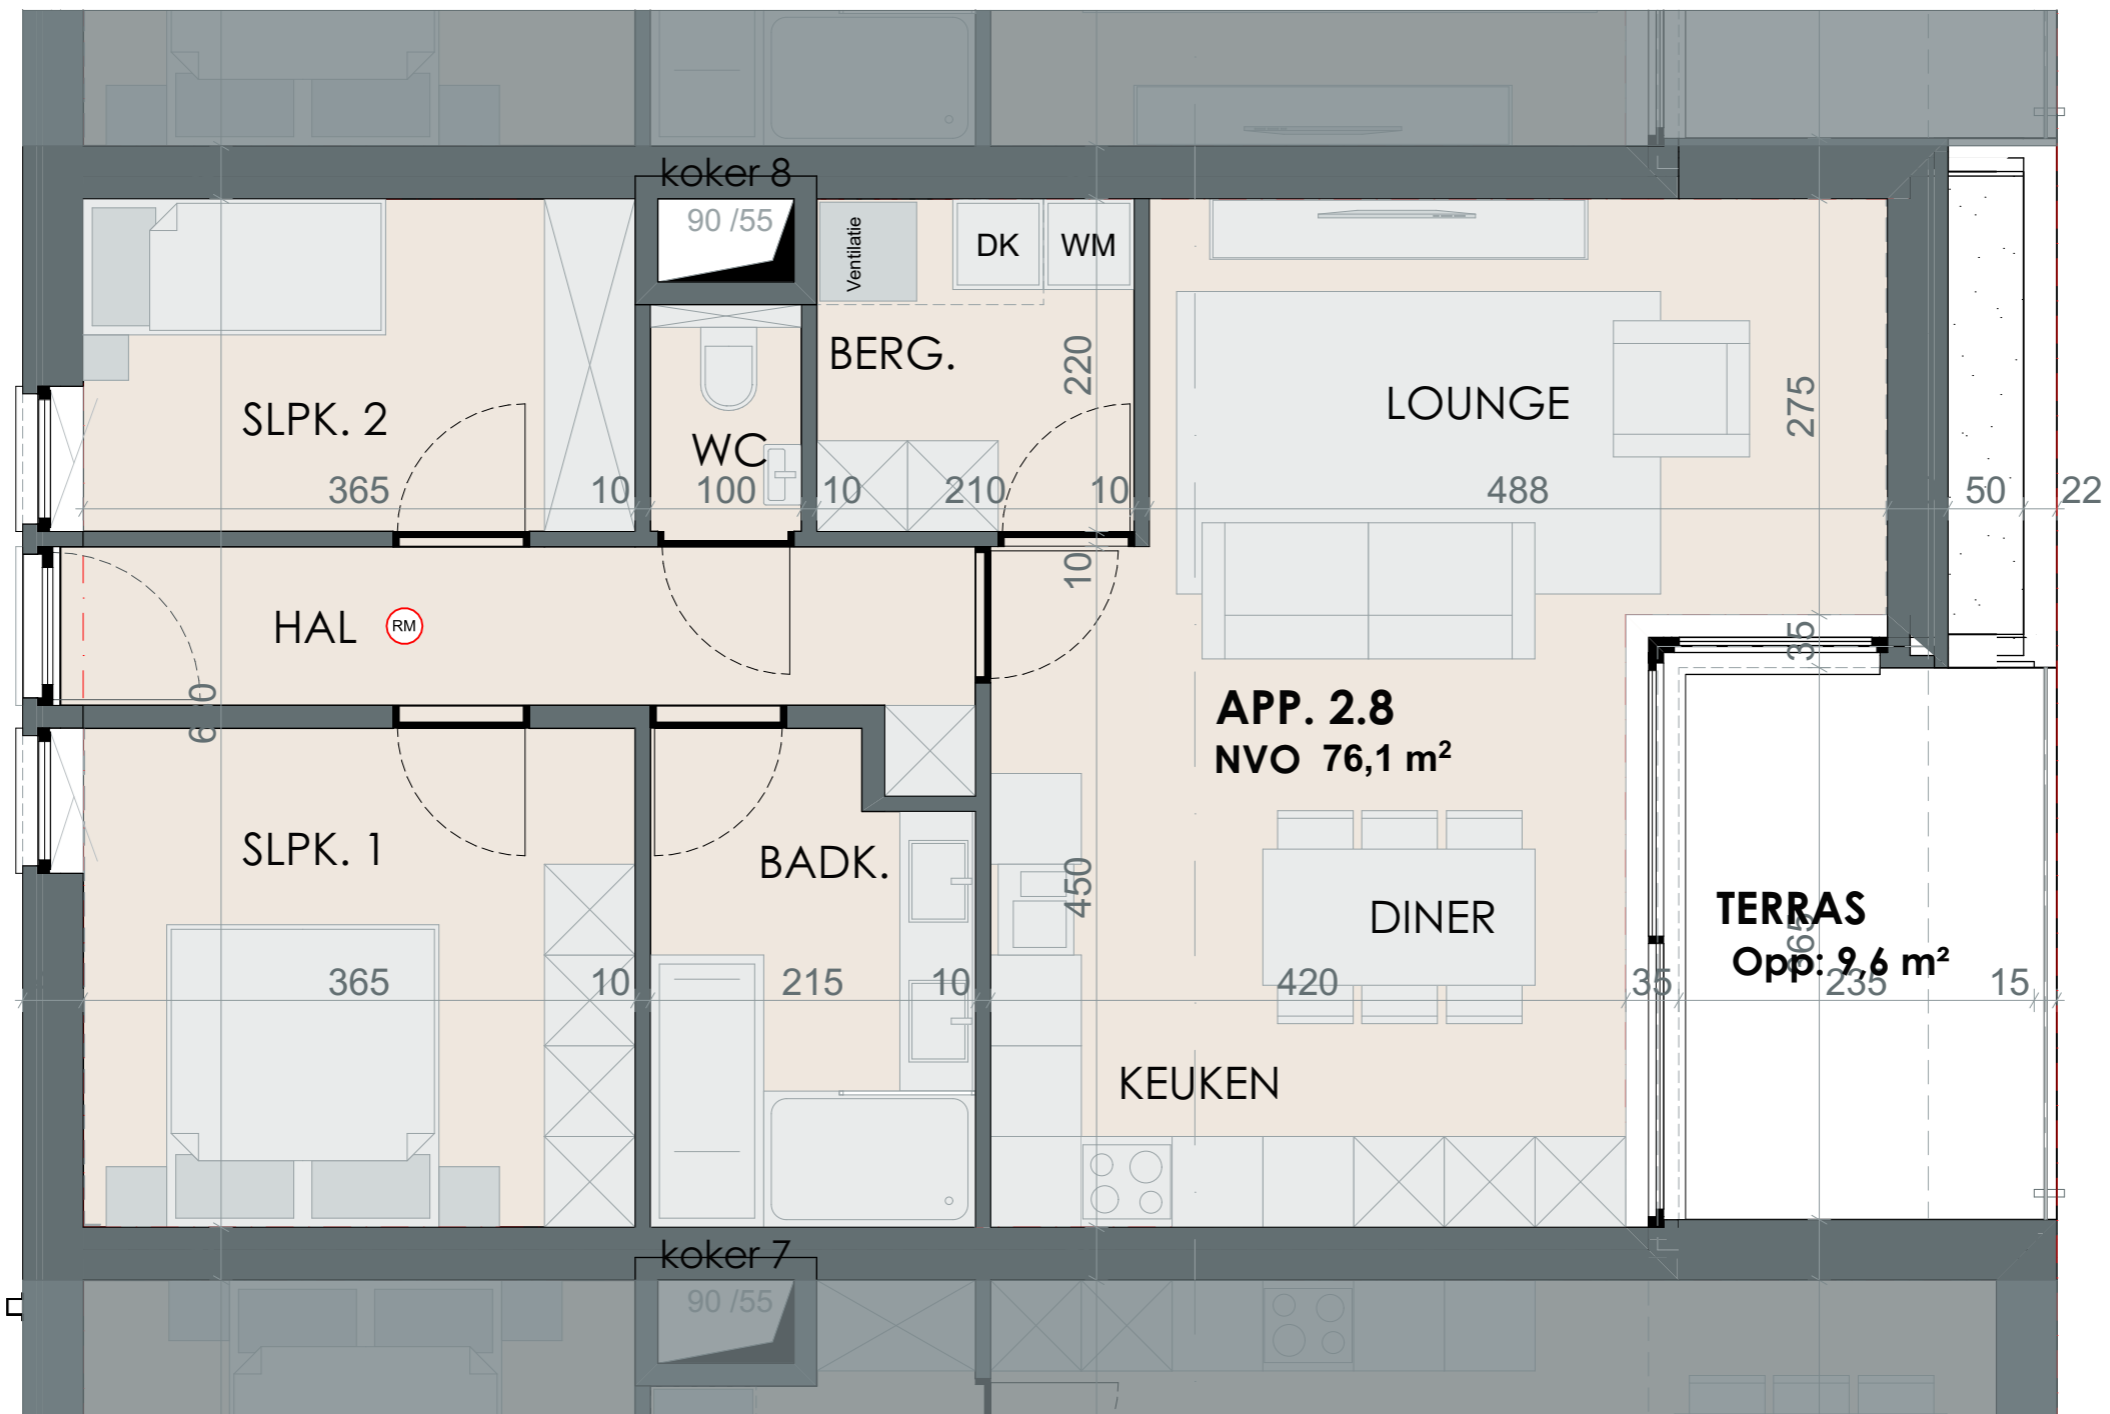 koker 8
90 /55
Ventilatie
DK
WM
BERG.
220
LOUNGE
275
SLPK. 2
WC
365
10
100
10
210
10
488
50
22
10
HAL
RM
35
APP. 2.8
NVO 76,1 m²
SLPK. 1
BADK.
450
DINER
TERRAS
Opp: 9,6 m²
365
10
215
10
420
35
235
15
KEUKEN
koker 7
90 /55